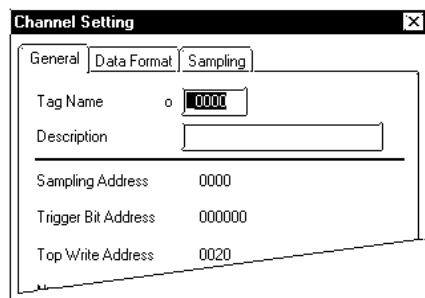 Channel Setting
General Data Format Sampling
Tag Name o 0000
Description
Sampling Address 0000
Trigger Bit Address 000000
Top Write Address 0020